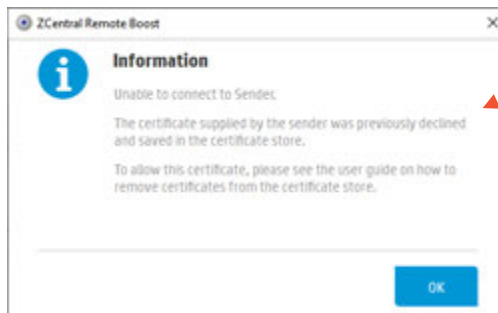 ZCentral Remote Boost
Information
Unable to connect to Sender.
The certificate supplied by the sender was previously declined
and saved in the certificate store.
To allow this certificate, please see the user guide on how to
remove certificates from the certificate store.
OK